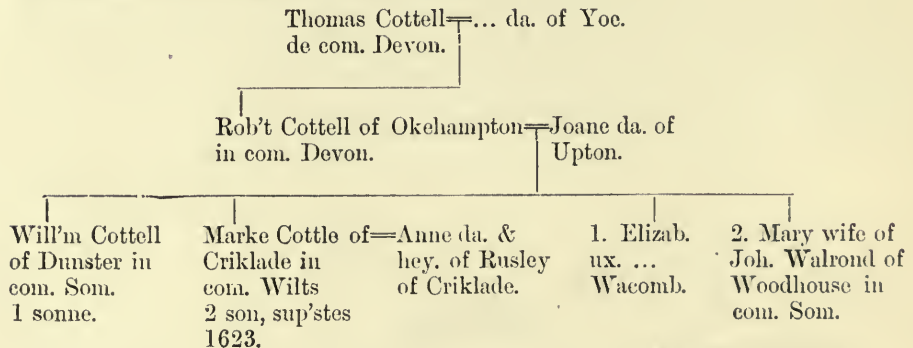 Thomas Cottell=... da. of Yoe.
de com. Devon.
Rob't Cottell of Okehampton=Joane da. of
in com. Devon.
Upton.
Will'm Cottell
of Dunster in
com. Som.
1 sonne.
Marke Cottle of=Anne da. &
Criklade in
com. Wilts
2 son, sup'stes
1623.
hey. of Rusley
of Criklade.
1. Elizab.
ux. ...
Wacomb.
2. Mary wife of
Joh. Walrond of
Woodhouse in
com. Som.